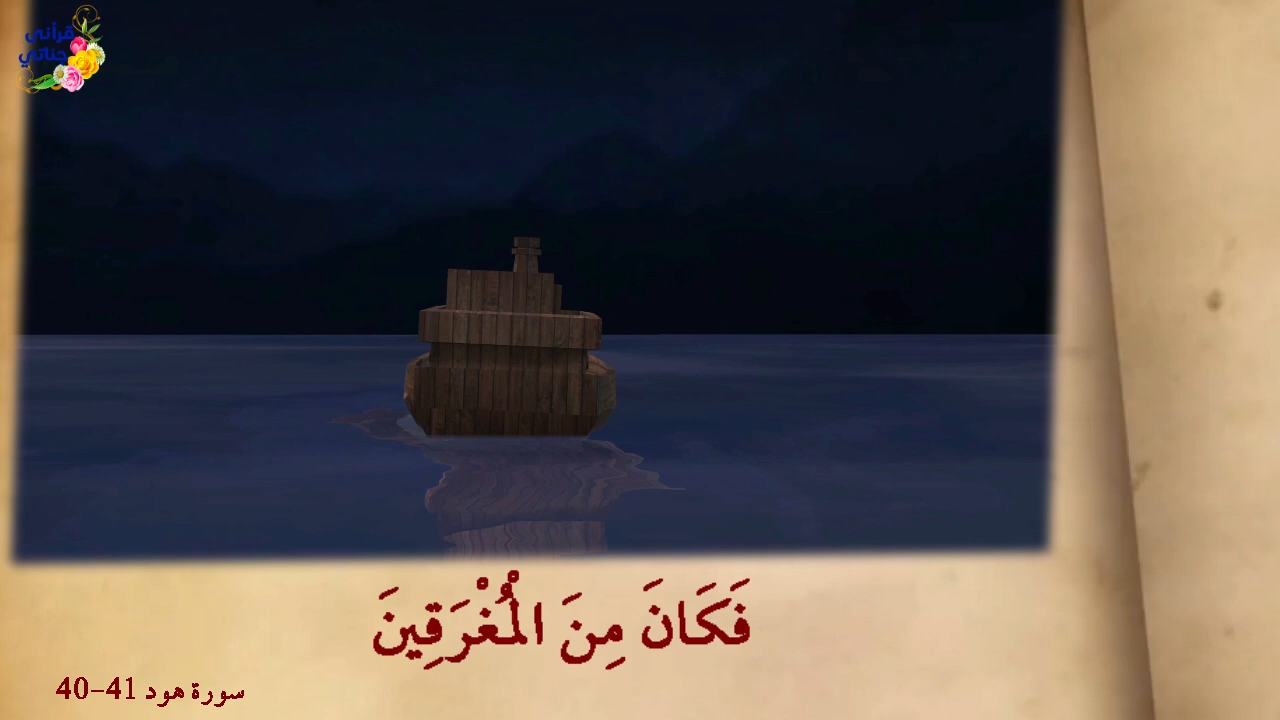 قرآني
جناتي
فَكَانَ مِنَ الْمُغْرَقِينَ
سورة هود 41-40